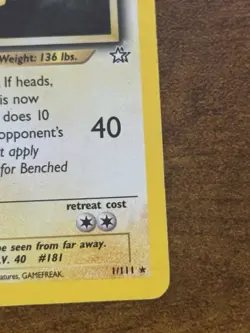 Weight: 136 lbs.
If heads,
is now
does 10
opponent's
40
t apply
for Benched
retreat cost
e seen from far away.
V. 40 #181
atures, GAMEFREAK.
1/111 ★